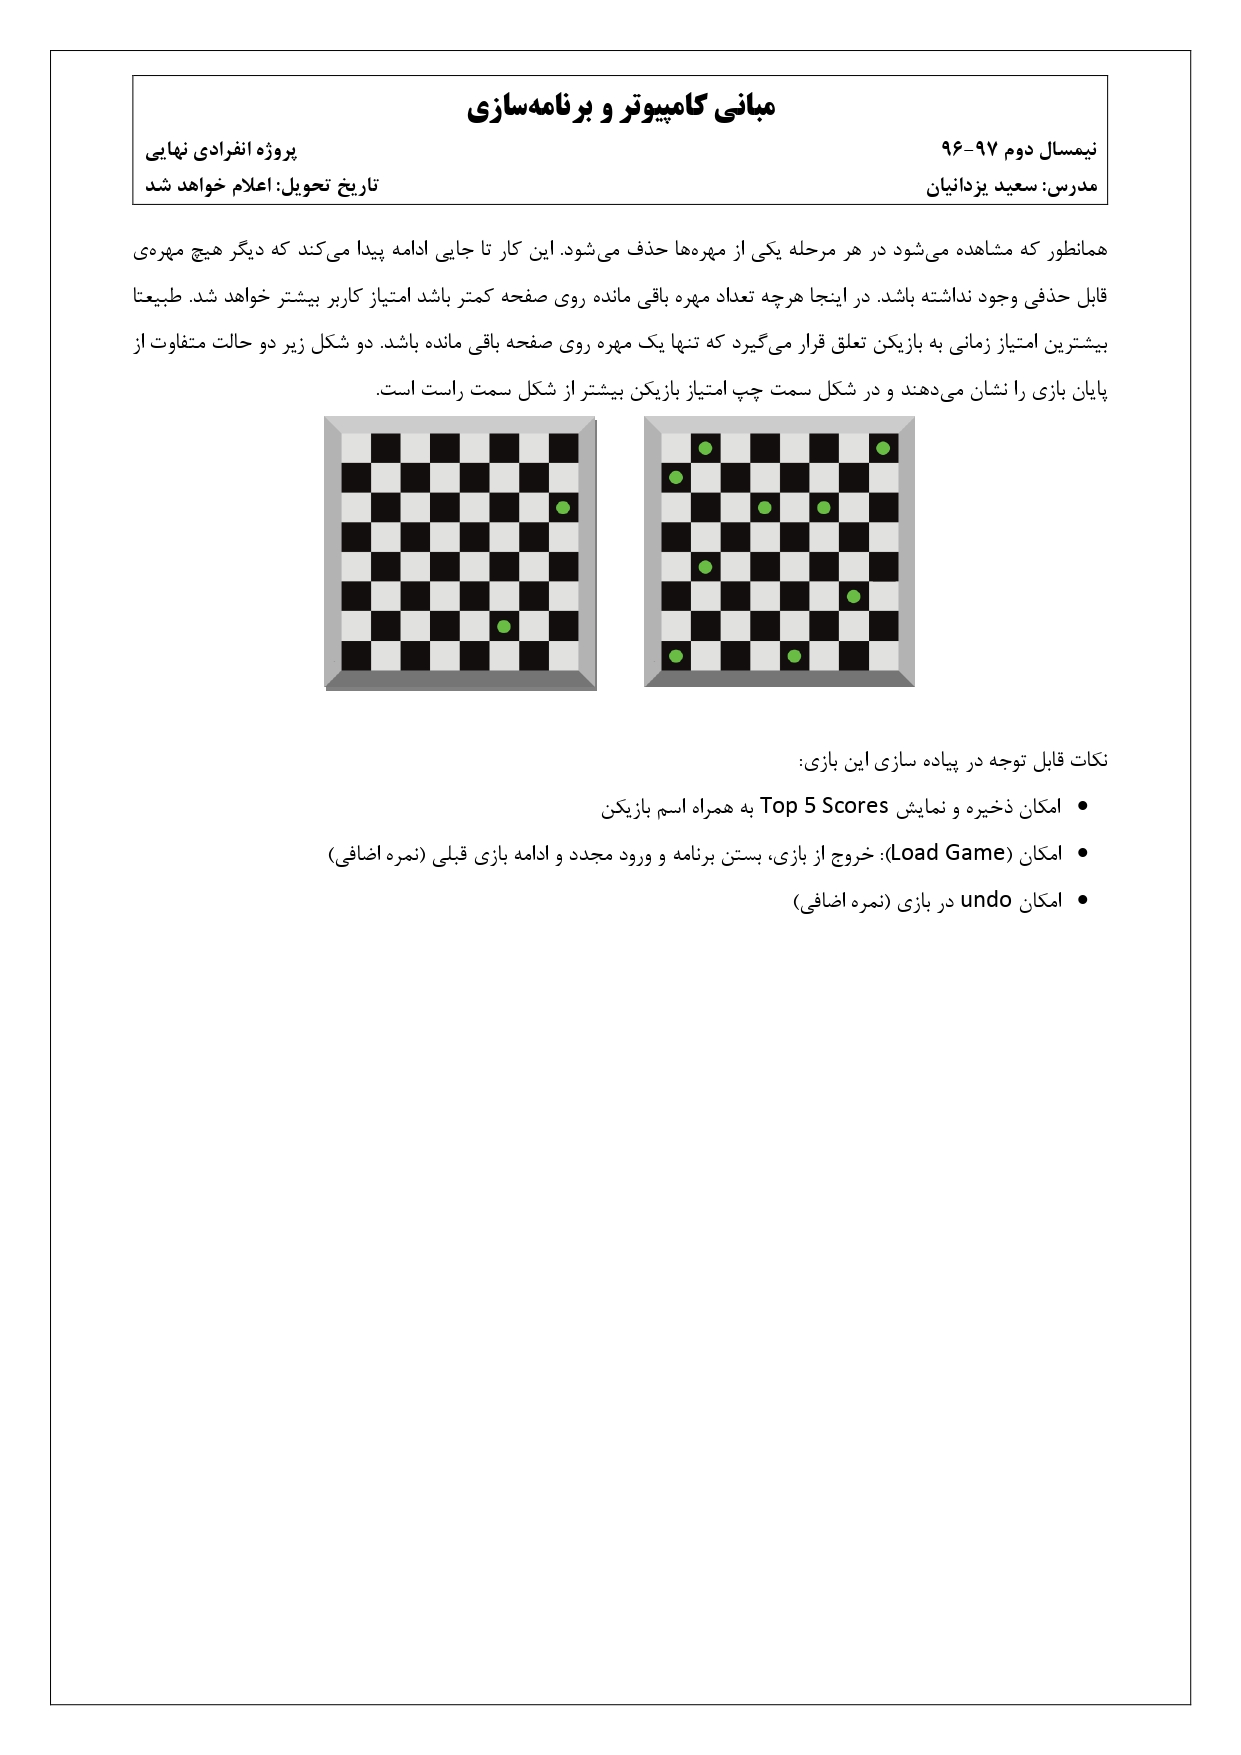 مبانی کامپیوتر و برنامه‌سازی
نیمسال دوم ۹۷-۹۶
پروژه انفرادی نهایی
مدرس: سعید یزدانیان
تاریخ تحویل: اعلام خواهد شد
همانطور که مشاهده می‌شود در هر مرحله یکی از مهره‌ها حذف می‌شود. این کار تا جایی ادامه پیدا می‌کند که دیگر هیچ مهره‌ی
قابل حذفی وجود نداشته باشد. در اینجا هرچه تعداد مهره باقی مانده روی صفحه کمتر باشد امتیاز کاربر بیشتر خواهد شد. طبیعتا
بیشترین امتیاز زمانی به بازیکن تعلق قرار می‌گیرد که تنها یک مهره روی صفحه باقی مانده باشد. دو شکل زیر دو حالت متفاوت از
پایان بازی را نشان می‌دهند و در شکل سمت چپ امتیاز بازیکن بیشتر از شکل سمت راست است.
نکات قابل توجه در پیاده سازی این بازی:
• امکان ذخیره و نمایش Top 5 Scores به همراه اسم بازیکن
• امکان (Load Game): خروج از بازی، بستن برنامه و ورود مجدد و ادامه بازی قبلی (نمره اضافی)
• امکان undo در بازی (نمره اضافی)